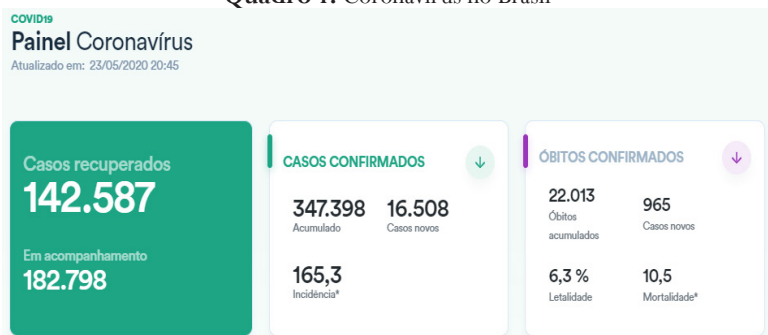 Quadro 1: Coronavírus no Brasil
COVID19
Painel Coronavírus
Atualizado em: 23/05/2020 20:45
Casos recuperados
142.587
Em acompanhamento
182.798
CASOS CONFIRMADOS
347.398 16.508
Acumulado Casos novos
165,3
Incidência*
ÓBITOS CONFIRMADOS
22.013 965
Óbitos acumulados Casos novos
6,3 % 10,5
Letalidade Mortalidade*